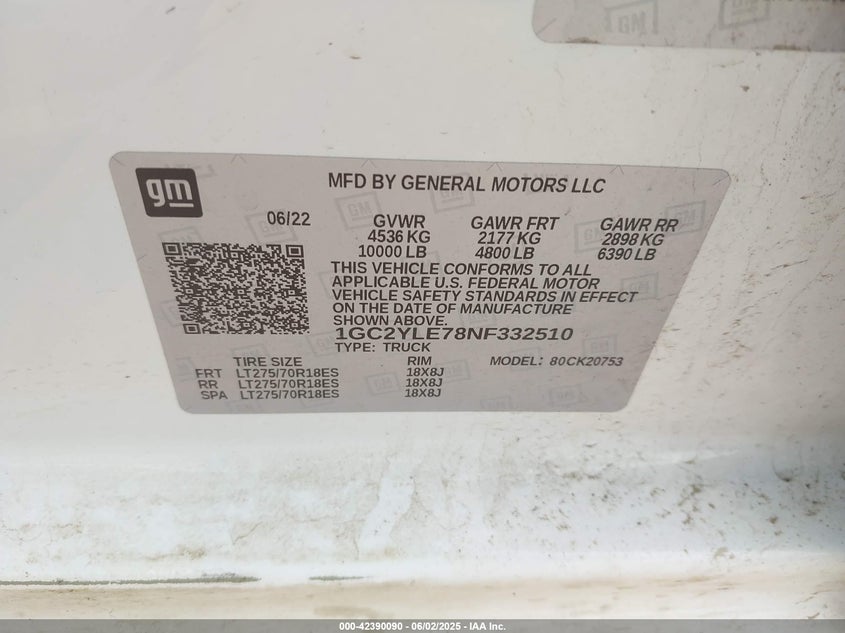 GM
gm
MFD BY GENERAL MOTORS LLC
06/22
GVWR GAWR FRT GAWR RR
4536 KG 2177 KG 2898 KG
10000 LB 4800 LB 6390 LB
THIS VEHICLE CONFORMS TO ALL
APPLICABLE U.S. FEDERAL MOTOR
VEHICLE SAFETY STANDARDS IN EFFECT
ON THE DATE OF MANUFACTURE
SHOWN ABOVE.
1GC2YLE78NF332510
TYPE: TRUCK MODEL: 80CK20753
TIRE SIZE RIM
FRT LT275/70R18ES 18X8J
RR LT275/70R18ES 18X8J
SPA LT275/70R18ES 18X8J
000-42390090 - 06/02/2025 - IAA Inc.